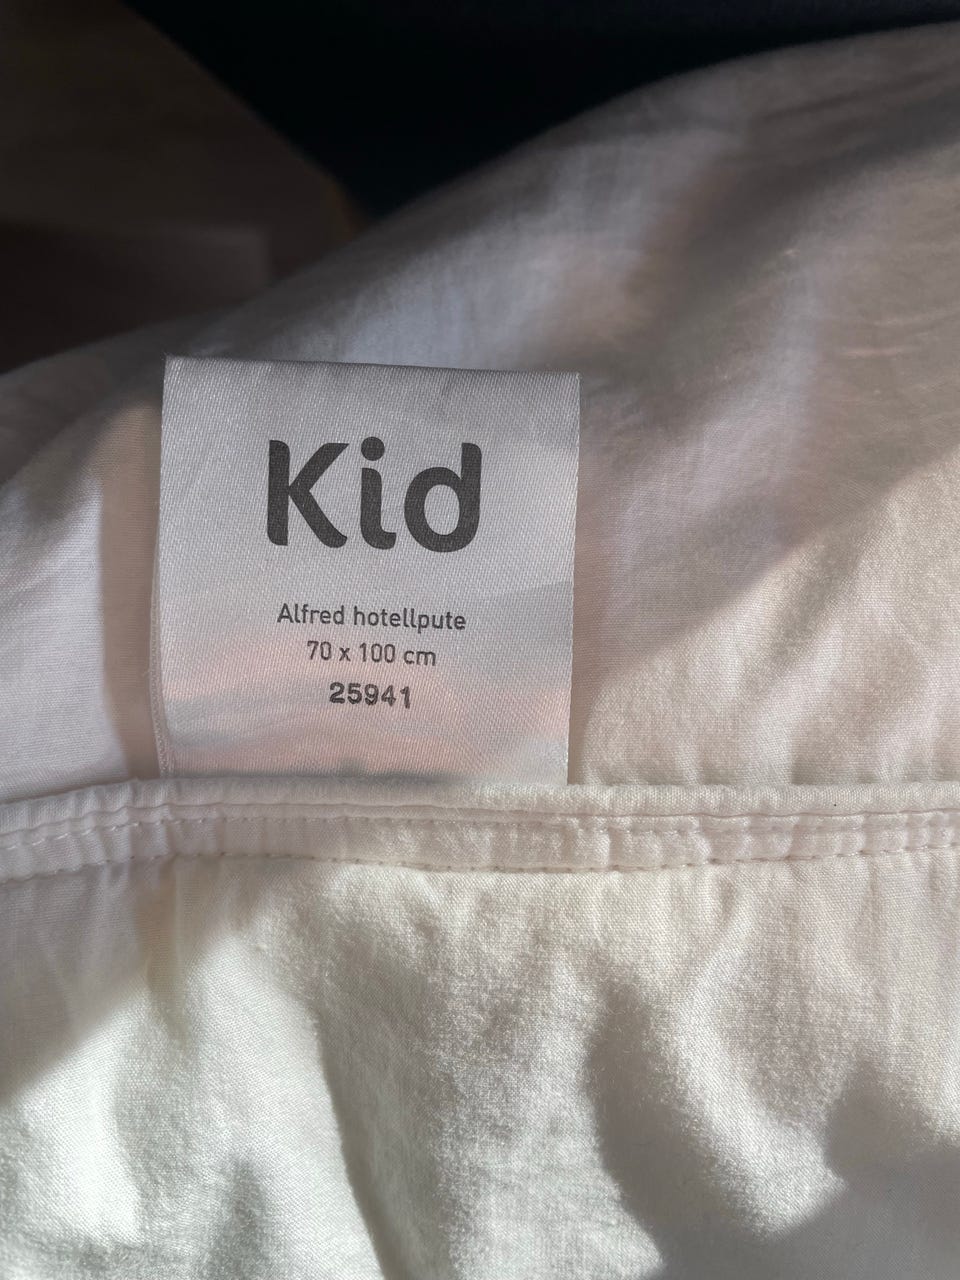 Kid
Alfred hotellpute
70 x 100 cm
25941